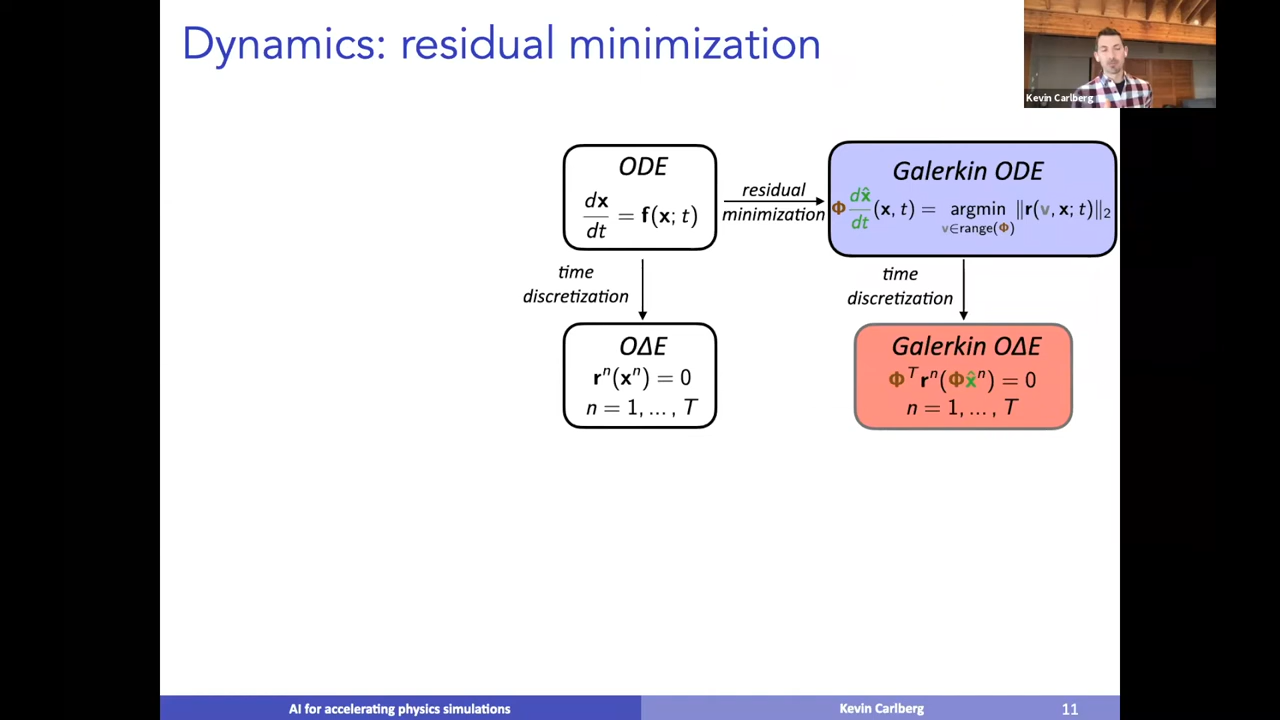 Dynamics: residual minimization
Kevin Carlberg
ODE
dx/dt = f(x; t)
residual
minimization
Galerkin ODE
Φ dx̂/dt (x, t) = argmin ‖r(v, x; t)‖₂
v∈range(Φ)
time
discretization
time
discretization
OΔE
rⁿ(xⁿ) = 0
n = 1, ... , T
Galerkin OΔE
Φᵀrⁿ(Φx̂ⁿ) = 0
n = 1, ... , T
AI for accelerating physics simulations
Kevin Carlberg
11